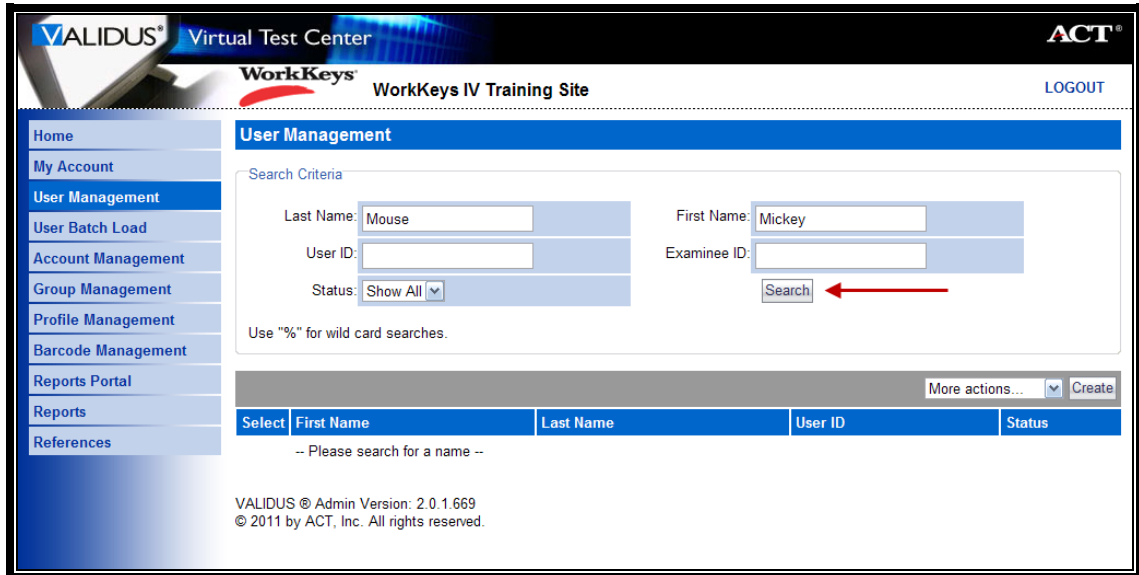 VALIDUS® Virtual Test Center ACT®
WorkKeys® WorkKeys IV Training Site LOGOUT
Home
My Account
User Management
User Batch Load
Account Management
Group Management
Profile Management
Barcode Management
Reports Portal
Reports
References
User Management
Search Criteria
Last Name: Mouse First Name: Mickey
User ID: Examinee ID:
Status: Show All Search
Use "%" for wild card searches.
More actions... Create
Select First Name Last Name User ID Status
-- Please search for a name --
VALIDUS ® Admin Version: 2.0.1.669
© 2011 by ACT, Inc. All rights reserved.